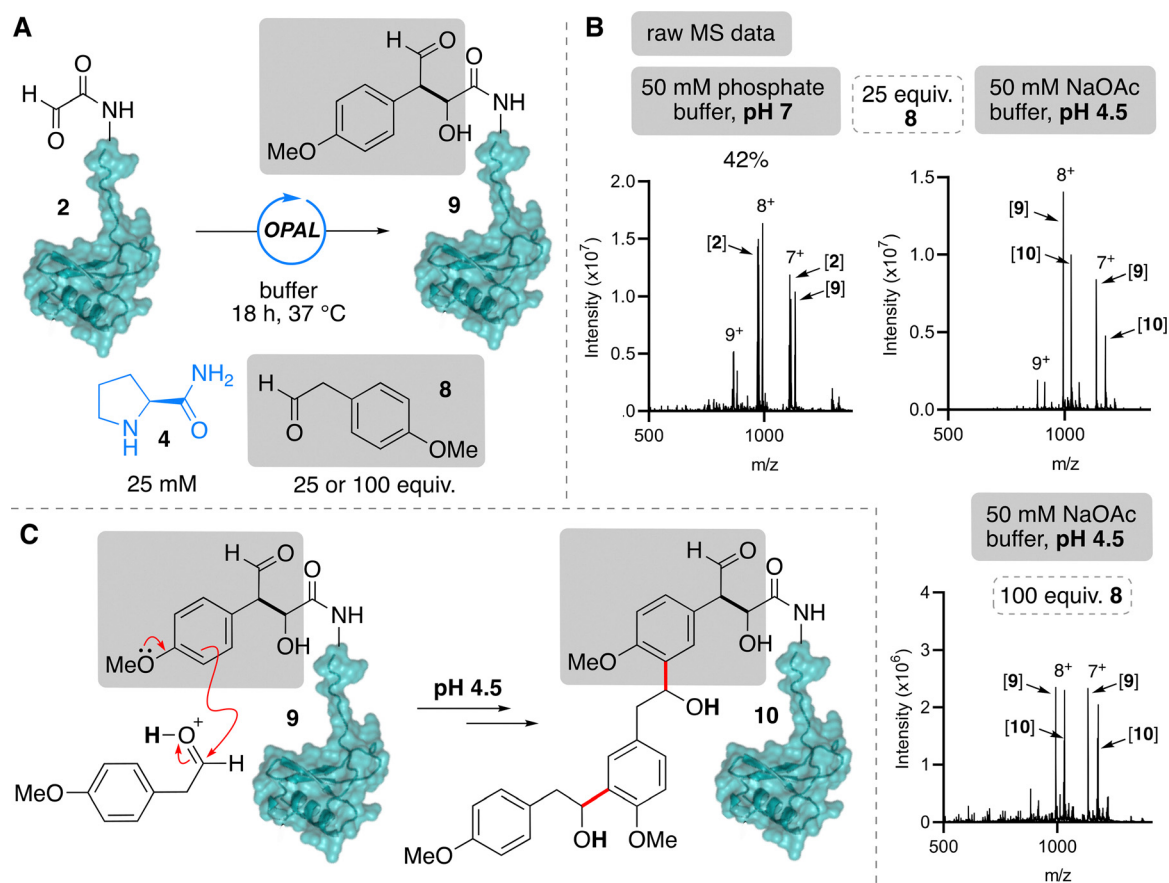 A
H
O
O
NH
2
OPAL
buffer
18 h, 37 °C
H
O
O
NH
OH
MeO
9
NH2
O
N
H
4
25 mM
H
O
8
OMe
25 or 100 equiv.
B
raw MS data
50 mM phosphate
buffer, pH 7
25 equiv.
8
50 mM NaOAc
buffer, pH 4.5
42%
2.0
1.5
1.0
0.5
.0
Intensity (x10⁷)
8⁺
[2]
7⁺
[2]
[9]
9⁺
500
1000
m/z
1.5
1.0
0.5
0.0
Intensity (x10⁷)
8⁺
[9]
[10]
7⁺
[9]
[10]
9⁺
500
1000
m/z
50 mM NaOAc
buffer, pH 4.5
100 equiv. 8
4
3
2
1
0
Intensity (x10⁶)
8⁺
7⁺
[9]
[9]
[10]
[10]
500
1000
m/z
C
H
O
O
NH
OH
MeO
9
H-O+
H
MeO
pH 4.5
H
O
O
NH
OH
MeO
OH
10
OH
OMe
MeO